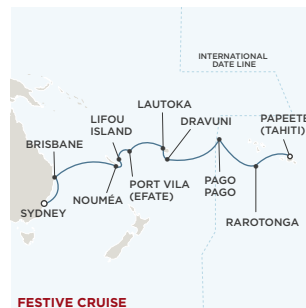 INTERNATIONAL
DATE LINE
LAUTOKA
LIFOU
ISLAND
DRAVUNI
PAPEETE
(TAHITI)
BRISBANE
SYDNEY
NOUMÉA
PORT VILA
(EFATE)
PAGO
PAGO
RAROTONGA
FESTIVE CRUISE